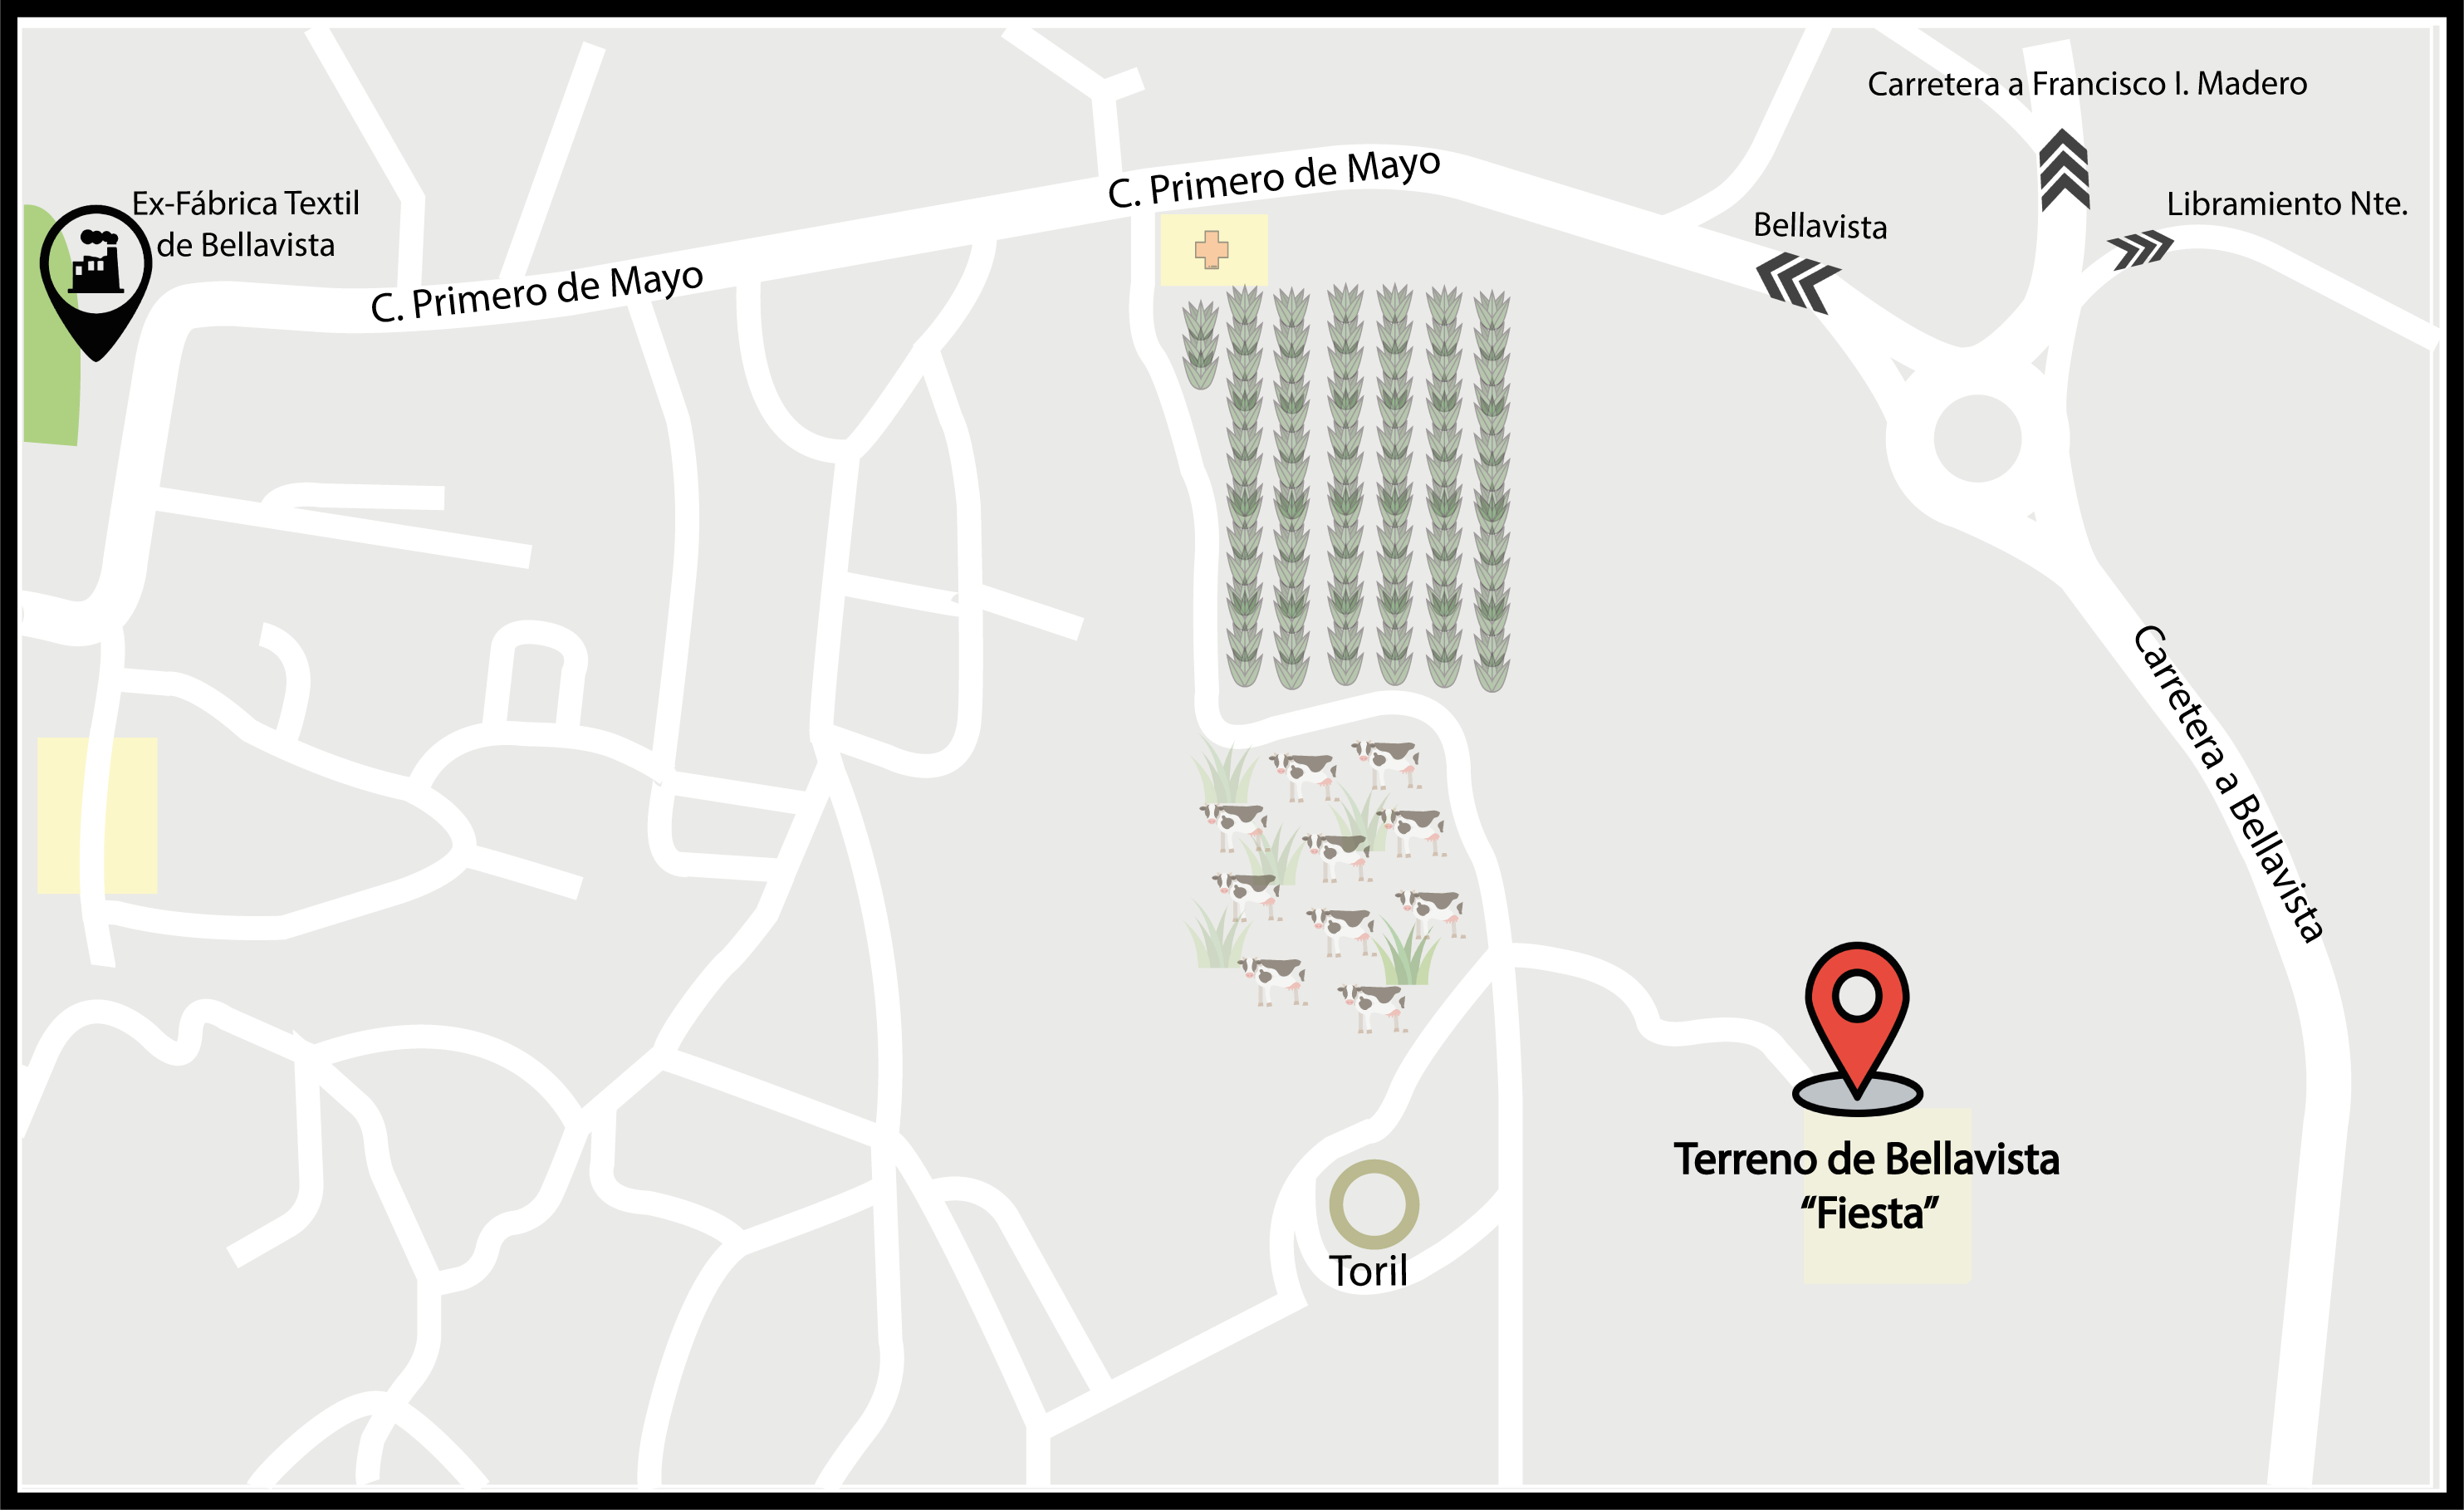 Carretera a Francisco I. Madero
C. Primero de Mayo
Ex-Fábrica Textil
de Bellavista
Bellavista
Libramiento Nte.
C. Primero de Mayo
Carretera a Bellavista
Terreno de Bellavista
“Fiesta”
Toril